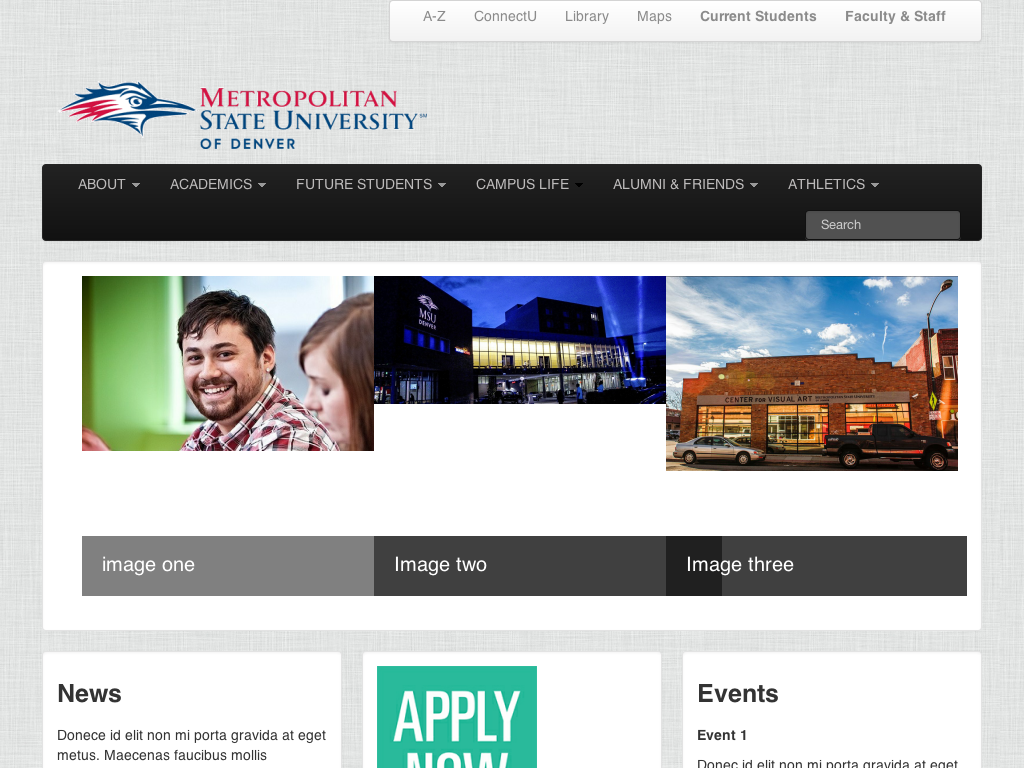 A-Z ConnectU Library Maps Current Students Faculty & Staff
METROPOLITAN
STATE UNIVERSITY℠
OF DENVER
ABOUT ACADEMICS FUTURE STUDENTS CAMPUS LIFE ALUMNI & FRIENDS ATHLETICS
Search
MSU
DENVER
CENTER FOR VISUAL ART
image one
Image two
Image three
News
Donece id elit non mi porta gravida at eget
metus. Maecenas faucibus mollis
APPLY
NOW
Events
Event 1
Donec id elit non mi porta gravida at eget